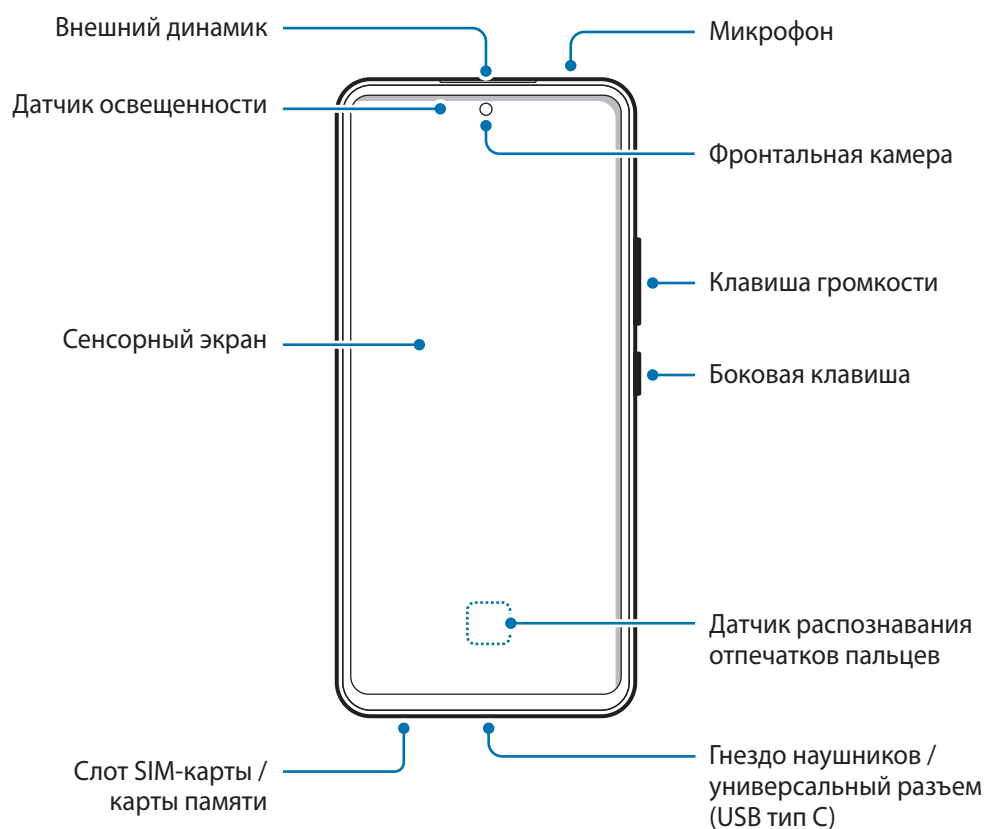 Внешний динамик
Микрофон
Датчик освещенности
Фронтальная камера
Клавиша громкости
Сенсорный экран
Боковая клавиша
Датчик распознавания
отпечатков пальцев
Слот SIM-карты /
карты памяти
Гнездо наушников /
универсальный разъем
(USB тип C)